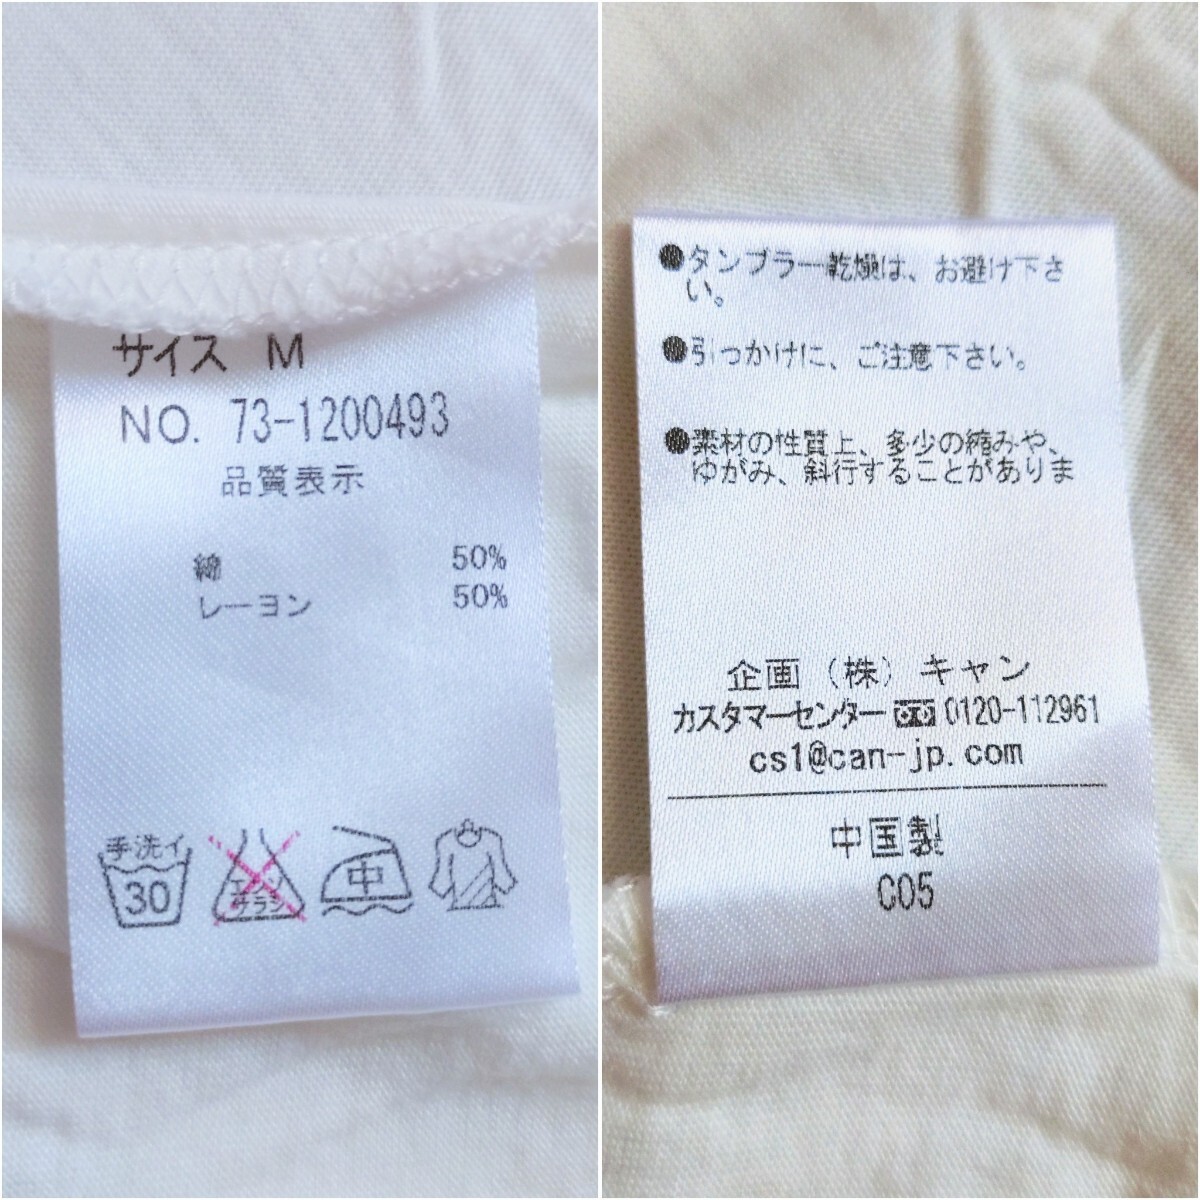 サイズ M
NO. 73-1200493
品質表示
綿 50%
レーヨン 50%
手洗イ
30
エンソ
サラシ
中
●タンブラー乾燥は、お避け下さ
い。
●引っかけに、ご注意下さい。
●素材の性質上、多少の縮みや、
ゆがみ、斜行することがありま
企画（株）キャン
カスタマーセンター 0120-112961
cs1@can-jp.com
中国製
C05